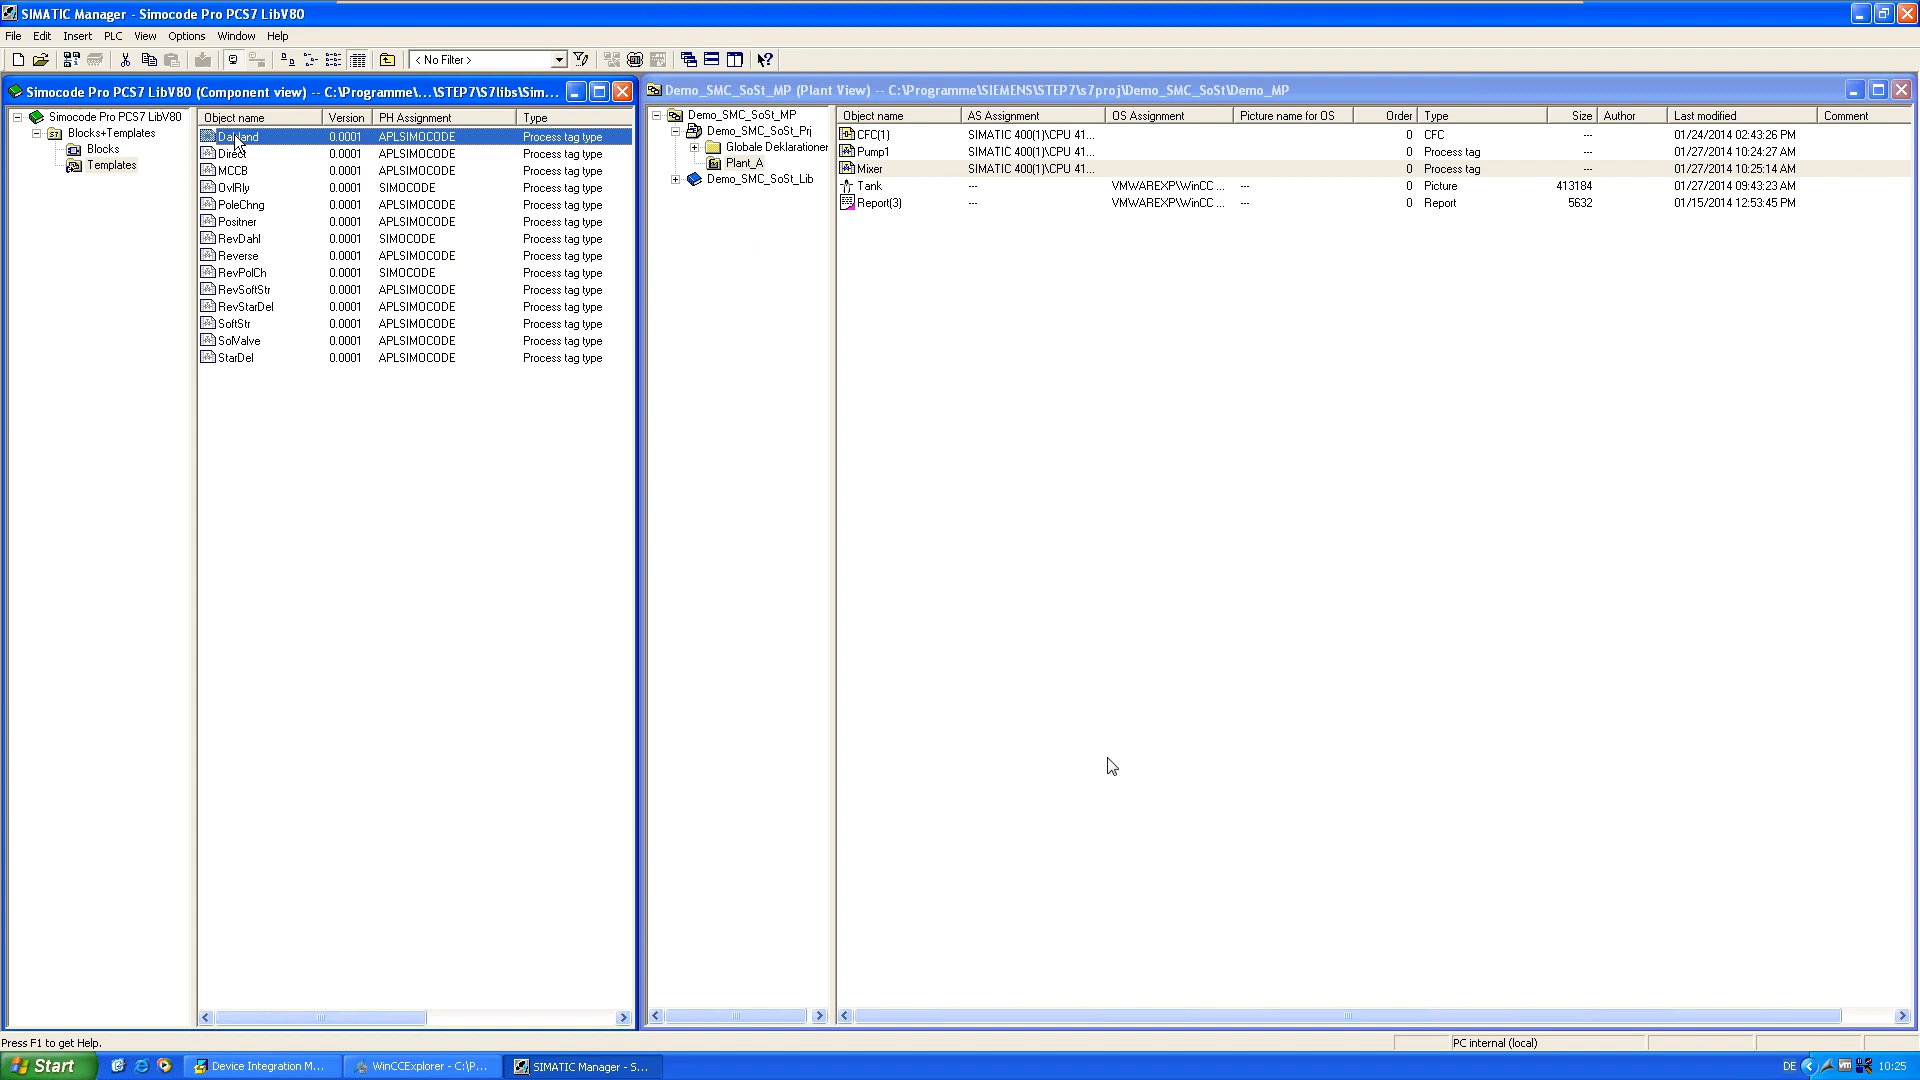 SIMATIC Manager - Simocode Pro PCS7 LibV80
File Edit Insert PLC View Options Window Help
< No Filter >
Simocode Pro PCS7 LibV80 (Component view) -- C:\Programme\...\STEP7\S7libs\Sim...
Simocode Pro PCS7 LibV80
Blocks+Templates
Blocks
Templates
Object name Version PH Assignment Type
0.0001 APLSIMOCODE Process tag type
Direct 0.0001 APLSIMOCODE Process tag type
MCCB 0.0001 APLSIMOCODE Process tag type
OvlRly 0.0001 SIMOCODE Process tag type
PoleChng 0.0001 APLSIMOCODE Process tag type
Positner 0.0001 APLSIMOCODE Process tag type
RevDahl 0.0001 SIMOCODE Process tag type
Reverse 0.0001 APLSIMOCODE Process tag type
RevPolCh 0.0001 SIMOCODE Process tag type
RevSoftStr 0.0001 APLSIMOCODE Process tag type
RevStarDel 0.0001 APLSIMOCODE Process tag type
SoftStr 0.0001 APLSIMOCODE Process tag type
SolValve 0.0001 APLSIMOCODE Process tag type
StarDel 0.0001 APLSIMOCODE Process tag type
Demo_SMC_SoSt_MP (Plant View) -- C:\Programme\SIEMENS\STEP7\s7proj\Demo_SMC_SoSt\Demo_MP
Demo_SMC_SoSt_MP
Demo_SMC_SoSt_Prj
Globale Deklarationer
Plant_A
Demo_SMC_SoSt_Lib
Object name AS Assignment OS Assignment Picture name for OS Order Type Size Author Last modified Comment
CFC(1) SIMATIC 400(1)\CPU 41... 0 CFC --- 01/24/2014 02:43:26 PM
Pump1 SIMATIC 400(1)\CPU 41... 0 Process tag --- 01/27/2014 10:24:27 AM
Mixer SIMATIC 400(1)\CPU 41... 0 Process tag --- 01/27/2014 10:25:14 AM
Tank --- VMWAREXP\WinCC ... --- 0 Picture 413184 01/27/2014 09:43:23 AM
Report(3) --- VMWAREXP\WinCC ... --- 0 Report 5632 01/15/2014 12:53:45 PM
Press F1 to get Help.
PC internal (local)
Start
Device Integration M...
WinCCExplorer - C:\P...
SIMATIC Manager - S...
DE
10:25